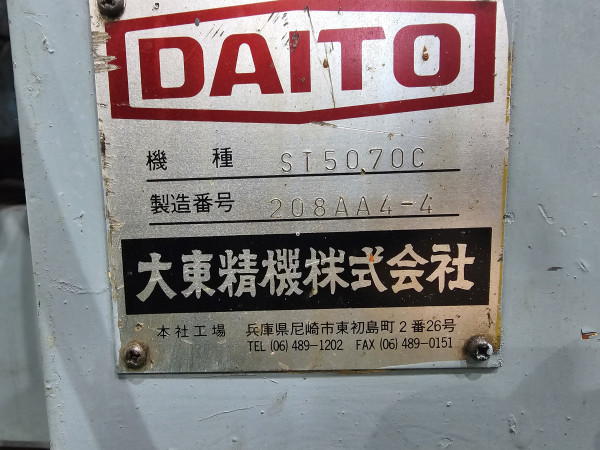 DAITO
機 種 ST5070C
製造番号 208AA4-4
大東精機株式会社
本社工場 兵庫県尼崎市東初島町2番26号
TEL (06) 489-1202 FAX (06) 489-0151